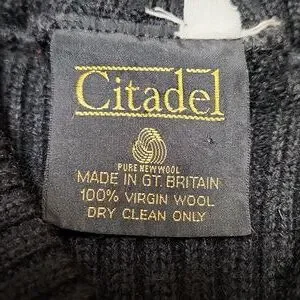 Citadel
PURE NEW WOOL
MADE IN GT. BRITAIN
100% VIRGIN WOOL
DRY CLEAN ONLY